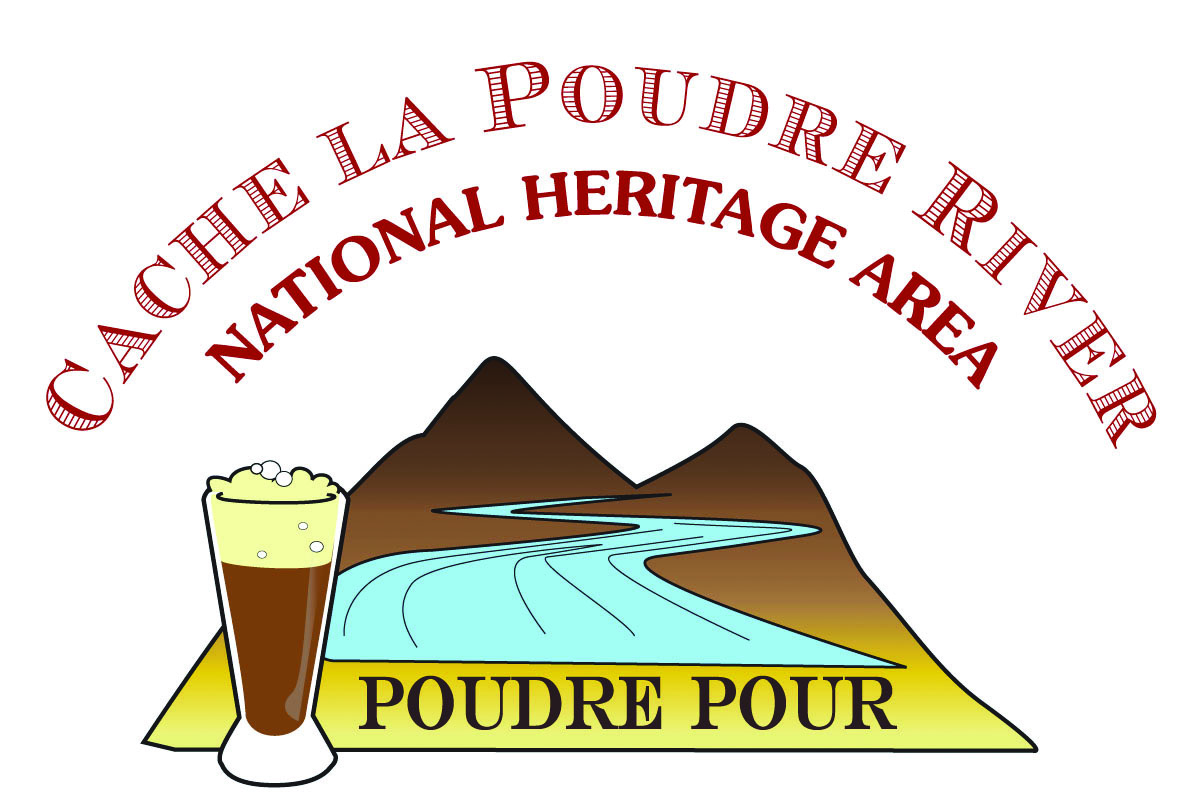 CACHE LA POUDRE RIVER
NATIONAL HERITAGE AREA
POUDRE POUR